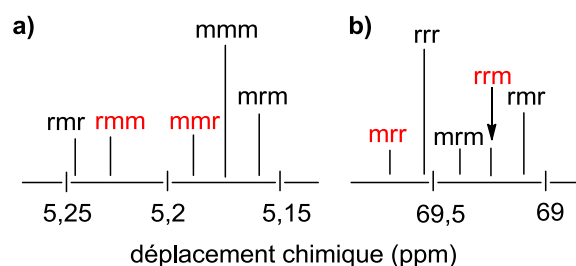 a)
mmm
rmr
rmm
mmr
mrm
5,25
5,2
5,15
b)
rrr
rrm
mrr
mrm
rmr
69,5
69
déplacement chimique (ppm)